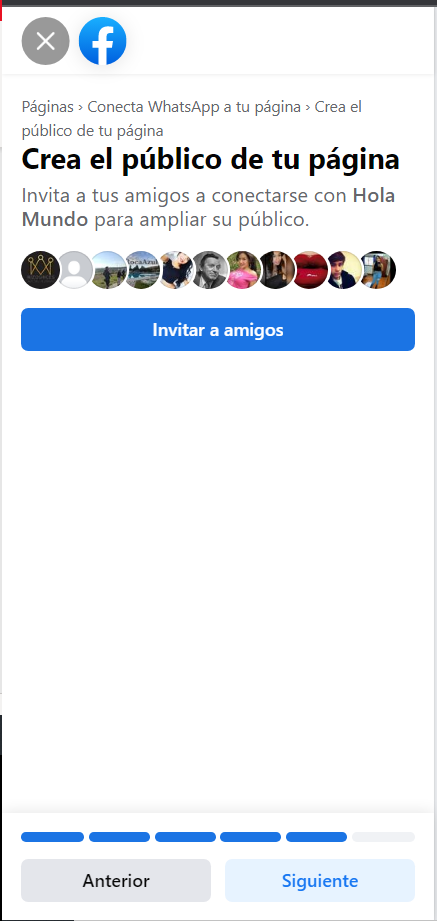 Páginas › Conecta WhatsApp a tu página › Crea el
público de tu página
Crea el público de tu página
Invita a tus amigos a conectarse con Hola
Mundo para ampliar su público.
Invitar a amigos
Anterior
Siguiente